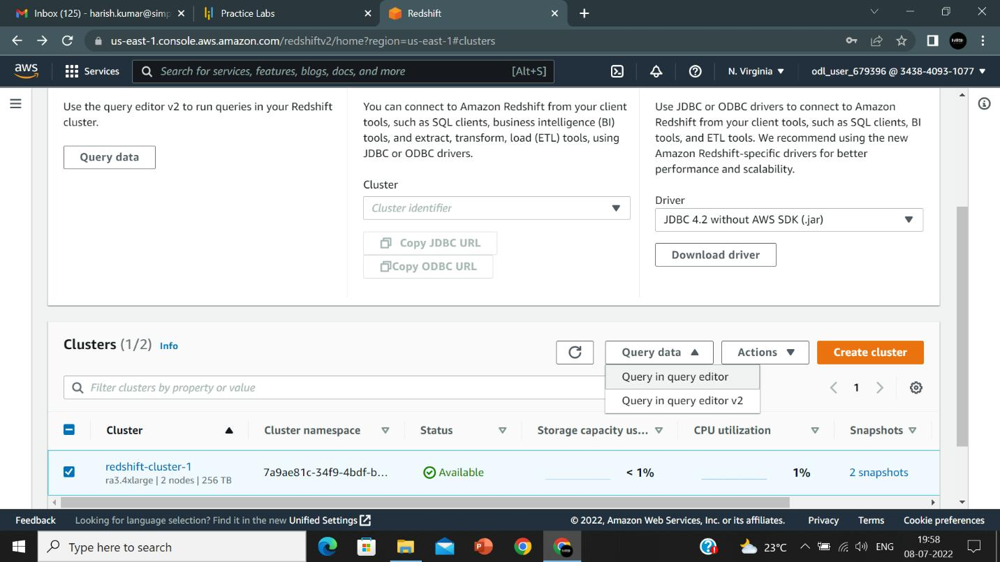 Inbox (125) - harish.kumar@simp
Practice Labs
Redshift
us-east-1.console.aws.amazon.com/redshiftv2/home?region=us-east-1#clusters
aws
Services
Search for services, features, blogs, docs, and more
[Alt+S]
N. Virginia
odl_user_679396 @ 3438-4093-1077
Use the query editor v2 to run queries in your Redshift
cluster.
Query data
You can connect to Amazon Redshift from your client
tools, such as SQL clients, business intelligence (BI)
tools, and extract, transform, load (ETL) tools, using
JDBC or ODBC drivers.
Cluster
Cluster identifier
Copy JDBC URL
Copy ODBC URL
Use JDBC or ODBC drivers to connect to Amazon
Redshift from your client tools, such as SQL clients, BI
tools, and ETL tools. We recommend using the new
Amazon Redshift-specific drivers for better
performance and scalability.
Driver
JDBC 4.2 without AWS SDK (.jar)
Download driver
Clusters (1/2) Info
Query data
Actions
Create cluster
Query in query editor
Query in query editor v2
Filter clusters by property or value
1
Cluster
Cluster namespace
Status
Storage capacity us...
CPU utilization
Snapshots
redshift-cluster-1
ra3.4xlarge | 2 nodes | 256 TB
7a9ae81c-34f9-4bdf-b...
Available
< 1%
1%
2 snapshots
Feedback
Looking for language selection? Find it in the new Unified Settings
© 2022, Amazon Web Services, Inc. or its affiliates.
Privacy
Terms
Cookie preferences
Type here to search
23°C
ENG
19:58
08-07-2022